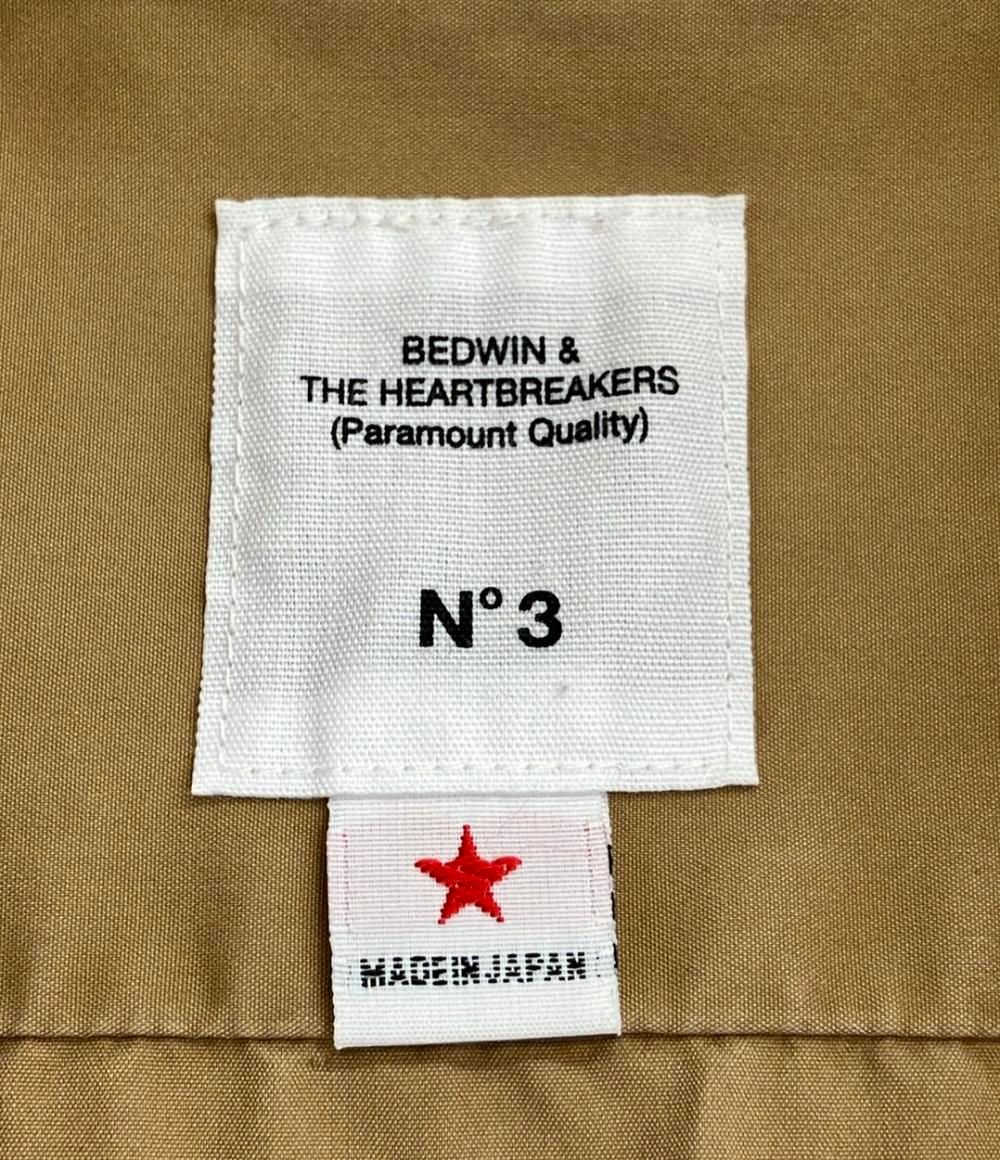 BEDWIN &
THE HEARTBREAKERS
(Paramount Quality)
N° 3
MADE IN JAPAN